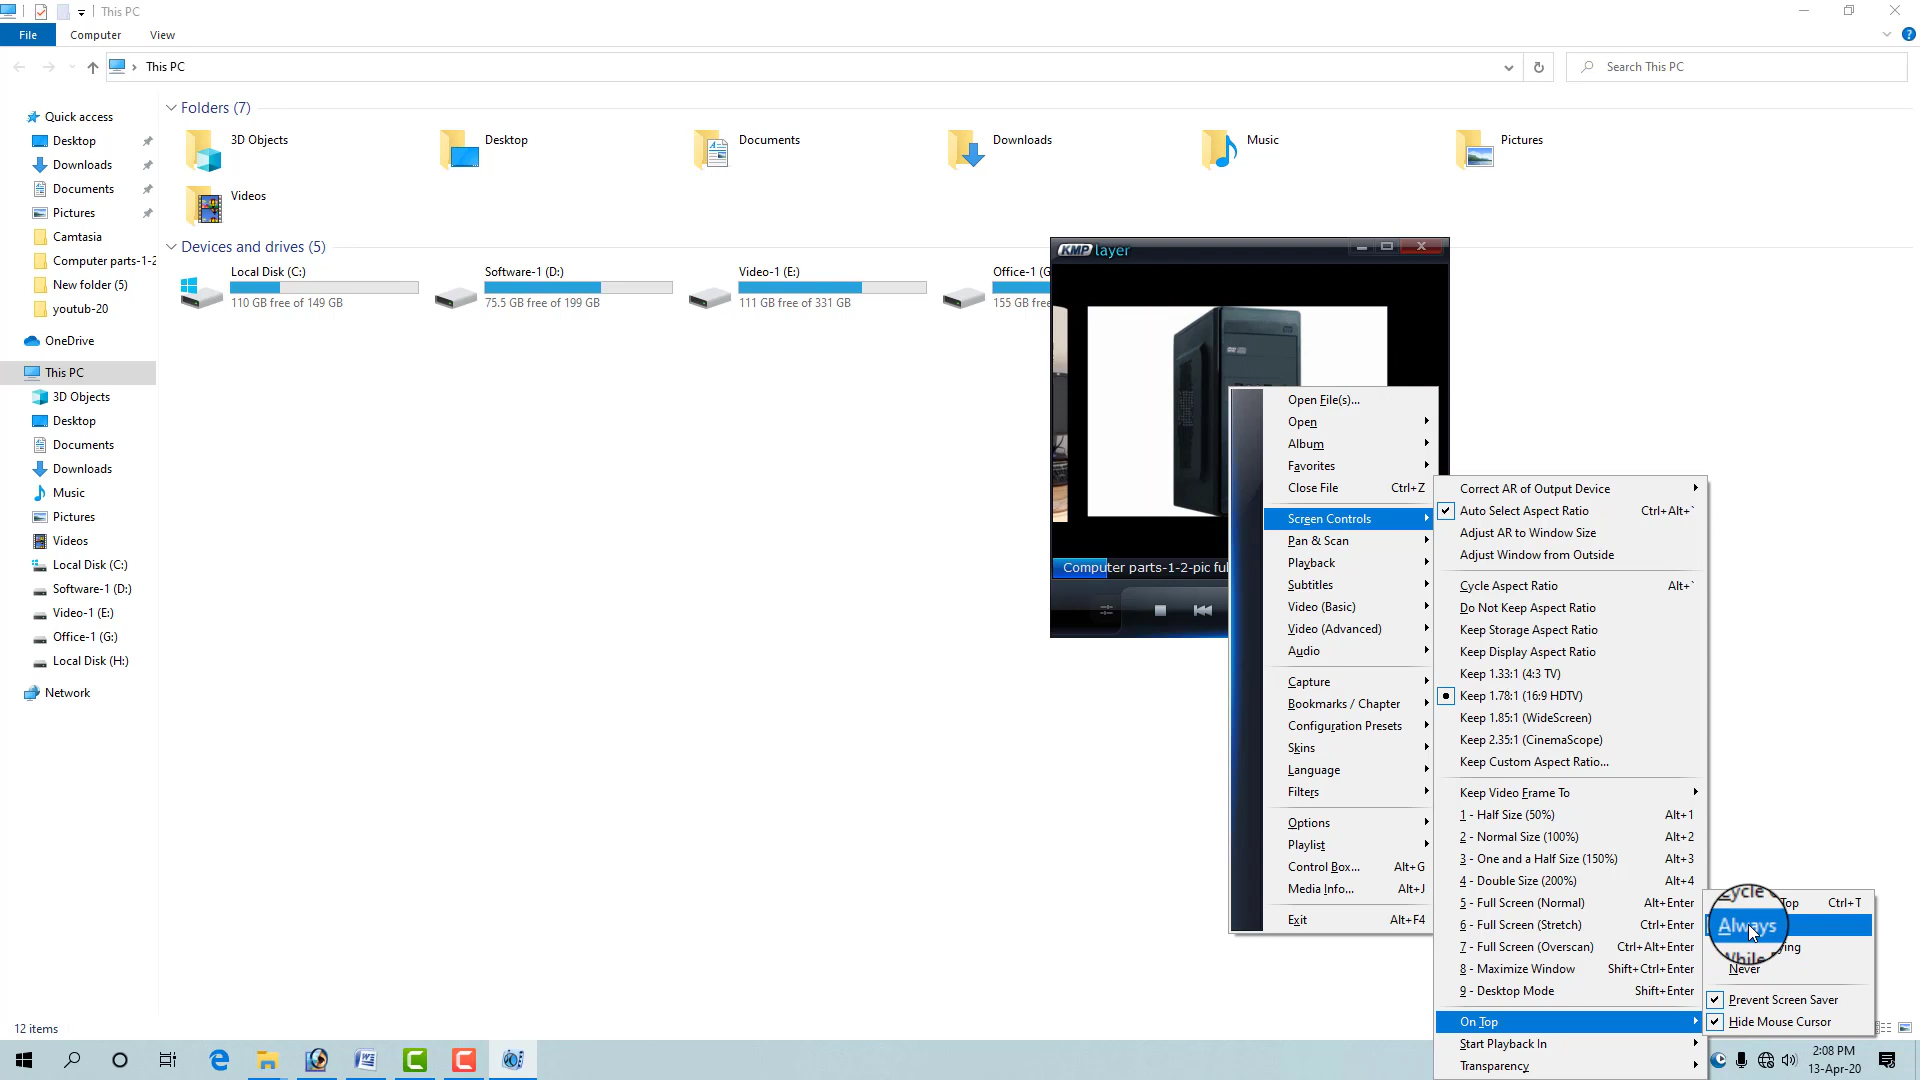 This PC
File
Computer
View
This PC
Search This PC
Quick access
Desktop
Downloads
Documents
Pictures
Camtasia
Computer parts-1-2
New folder (5)
youtub-20
OneDrive
This PC
3D Objects
Desktop
Documents
Downloads
Music
Pictures
Videos
Local Disk (C:)
Software-1 (D:)
Video-1 (E:)
Office-1 (G:)
Local Disk (H:)
Network
Folders (7)
3D Objects
Desktop
Documents
Downloads
Music
Pictures
Videos
Devices and drives (5)
Local Disk (C:)
110 GB free of 149 GB
Software-1 (D:)
75.5 GB free of 199 GB
Video-1 (E:)
111 GB free of 331 GB
Office-1 (G
155 GB fre
KMP layer
Computer parts-1-2-pic ful
Open File(s)...
Open
Album
Favorites
Close File Ctrl+Z
Screen Controls
Pan & Scan
Playback
Subtitles
Video (Basic)
Video (Advanced)
Audio
Capture
Bookmarks / Chapter
Configuration Presets
Skins
Language
Filters
Options
Playlist
Control Box... Alt+G
Media Info... Alt+J
Exit Alt+F4
Correct AR of Output Device
Auto Select Aspect Ratio Ctrl+Alt+`
Adjust AR to Window Size
Adjust Window from Outside
Cycle Aspect Ratio Alt+`
Do Not Keep Aspect Ratio
Keep Storage Aspect Ratio
Keep Display Aspect Ratio
Keep 1.33:1 (4:3 TV)
Keep 1.78:1 (16:9 HDTV)
Keep 1.85:1 (WideScreen)
Keep 2.35:1 (CinemaScope)
Keep Custom Aspect Ratio...
Keep Video Frame To
1 - Half Size (50%) Alt+1
2 - Normal Size (100%) Alt+2
3 - One and a Half Size (150%) Alt+3
4 - Double Size (200%) Alt+4
5 - Full Screen (Normal) Alt+Enter
6 - Full Screen (Stretch) Ctrl+Enter
7 - Full Screen (Overscan) Ctrl+Alt+Enter
8 - Maximize Window Shift+Ctrl+Enter
9 - Desktop Mode Shift+Enter
On Top
Start Playback In
Transparency
Cycle Top Ctrl+T
Always
While ying
Never
Prevent Screen Saver
Hide Mouse Cursor
12 items
2:08 PM
13-Apr-20